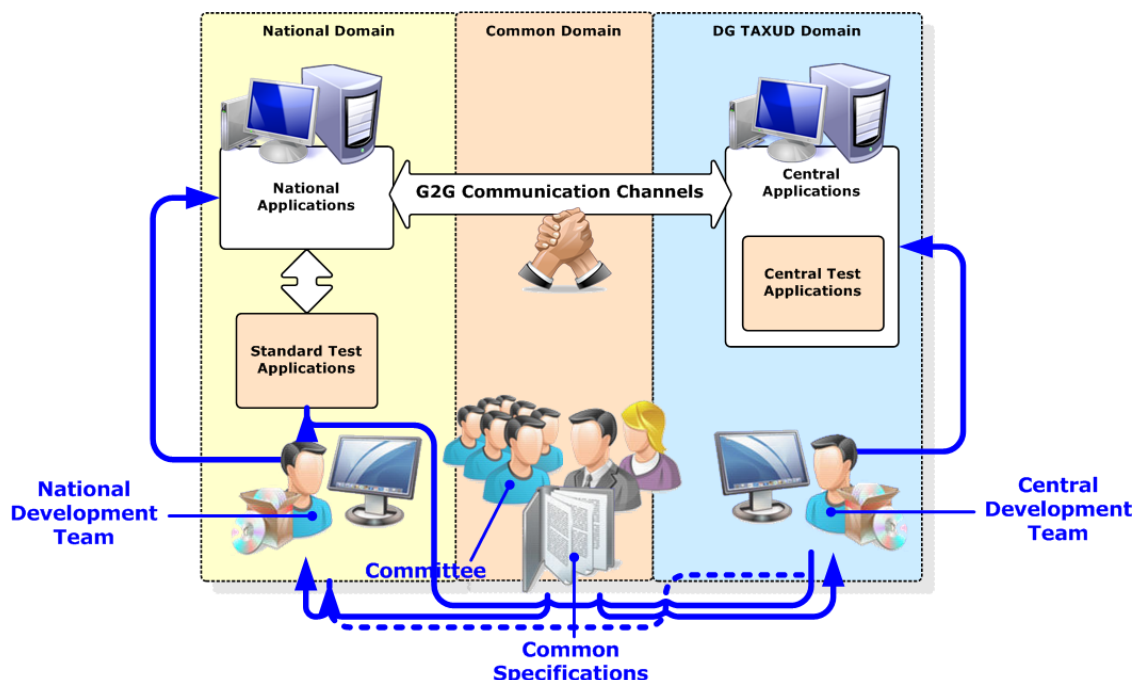 National Domain
Common Domain
DG TAXUD Domain
National
Applications
G2G Communication Channels
Central
Applications
Central Test
Applications
Standard Test
Applications
National
Development
Team
Committee
Central
Development
Team
Common
Specifications